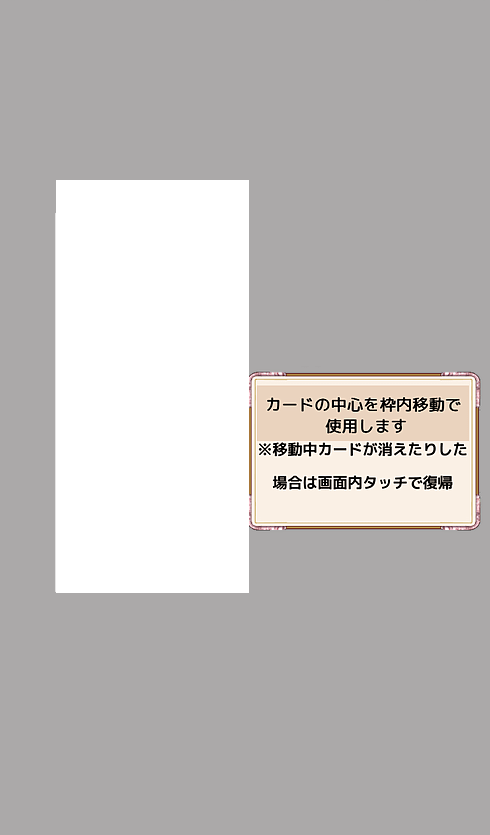 カードの中心を枠内移動で
使用します
※移動中カードが消えたりした
場合は画面内タッチで復帰